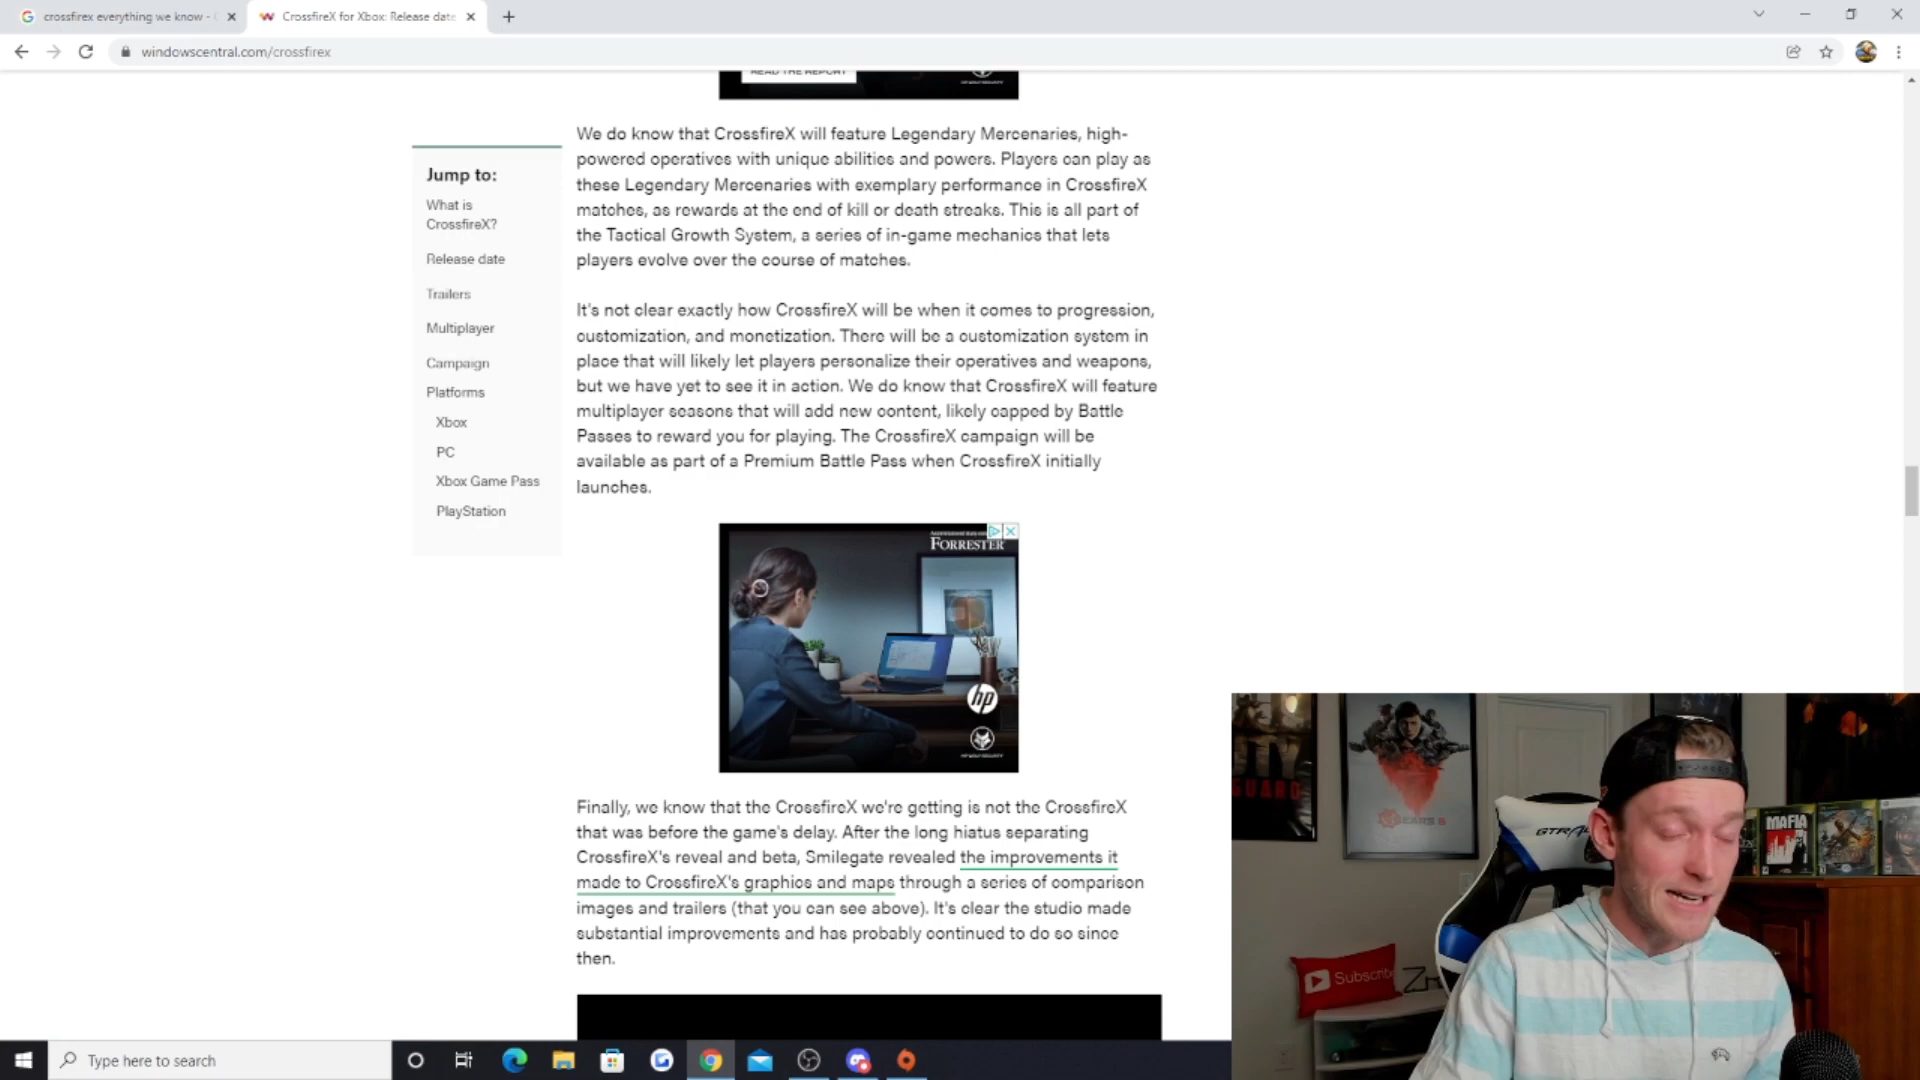 crossfirex everything we know -
CrossfireX for Xbox: Release date
windowscentral.com/crossfirex
READ THE REPORT
Jump to:
What is
CrossfireX?
Release date
Trailers
Multiplayer
Campaign
Platforms
Xbox
PC
Xbox Game Pass
PlayStation
We do know that CrossfireX will feature Legendary Mercenaries, high-
powered operatives with unique abilities and powers. Players can play as
these Legendary Mercenaries with exemplary performance in CrossfireX
matches, as rewards at the end of kill or death streaks. This is all part of
the Tactical Growth System, a series of in-game mechanics that lets
players evolve over the course of matches.
It's not clear exactly how CrossfireX will be when it comes to progression,
customization, and monetization. There will be a customization system in
place that will likely let players personalize their operatives and weapons,
but we have yet to see it in action. We do know that CrossfireX will feature
multiplayer seasons that will add new content, likely capped by Battle
Passes to reward you for playing. The CrossfireX campaign will be
available as part of a Premium Battle Pass when CrossfireX initially
launches.
FORRESTER
hp
Finally, we know that the CrossfireX we're getting is not the CrossfireX
that was before the game's delay. After the long hiatus separating
CrossfireX's reveal and beta, Smilegate revealed the improvements it
made to CrossfireX's graphics and maps through a series of comparison
images and trailers (that you can see above). It's clear the studio made
substantial improvements and has probably continued to do so since
then.
GEARS 5
MAFIA
Subscribe
Type here to search